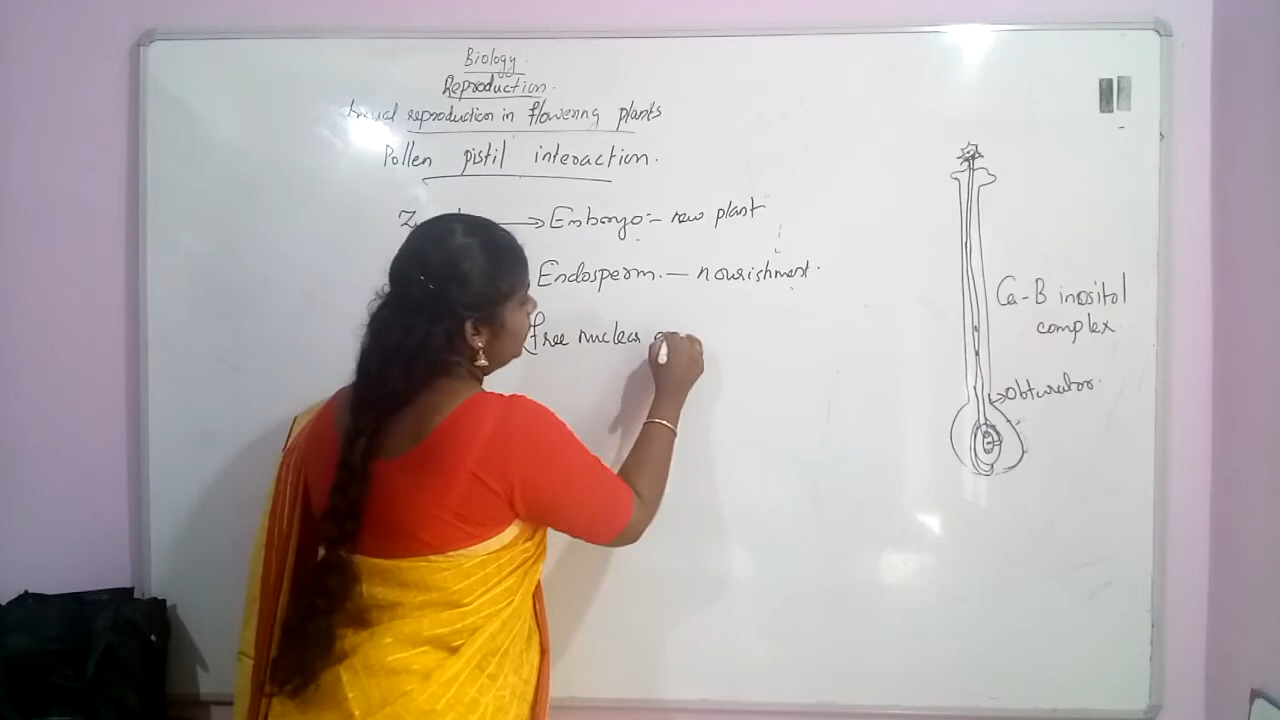 Biology.
Reproduction.
reproduction in flowering plants
Pollen pistil interaction.
→ Embryo :- new plant
Endosperm. — nourishment.
free nuclear
Ca-B inositol
complex
obturator.